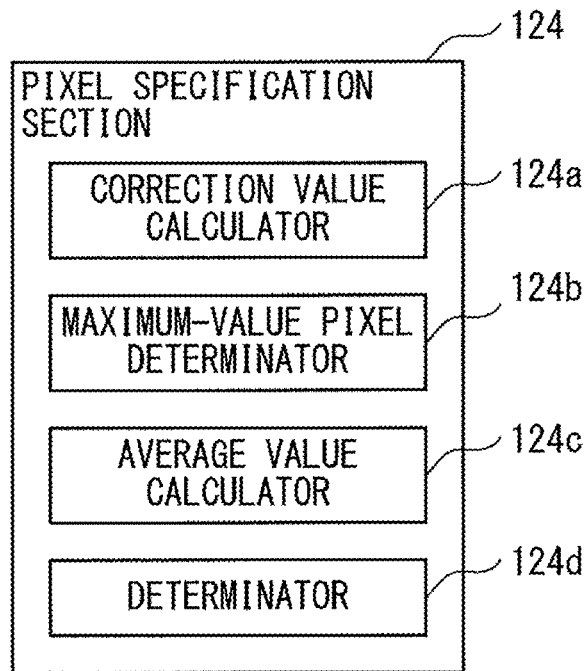 124
PIXEL SPECIFICATION
SECTION
CORRECTION VALUE
CALCULATOR
124a
MAXIMUM-VALUE PIXEL
DETERMINATOR
124b
AVERAGE VALUE
CALCULATOR
124c
DETERMINATOR
124d